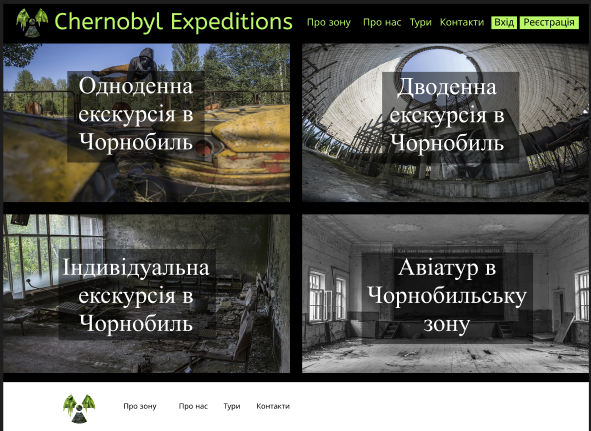 Chernobyl Expeditions Про зону Про нас Тури Контакти Вхід Реєстрація
Одноденна
екскурсія в
Чорнобиль
Дводенна
екскурсія в
Чорнобиль
Індивідуальна
екскурсія в
Чорнобиль
Авіатур в
Чорнобильську
зону
Про зону Про нас Тури Контакти